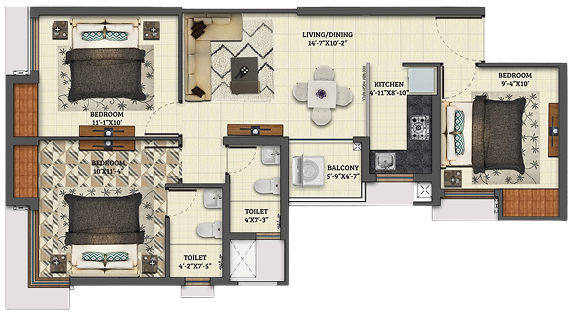 LIVING/DINING
14'-7"X10'-2"
KITCHEN
4'-11"X8'-10"
BEDROOM
9'-4"X10'
BEDROOM
11'-1"X10'
BEDROOM
10'X11'-4"
BALCONY
5'-9"X4'-7"
TOILET
4'X7'-3"
TOILET
4'-2"X7'-5"